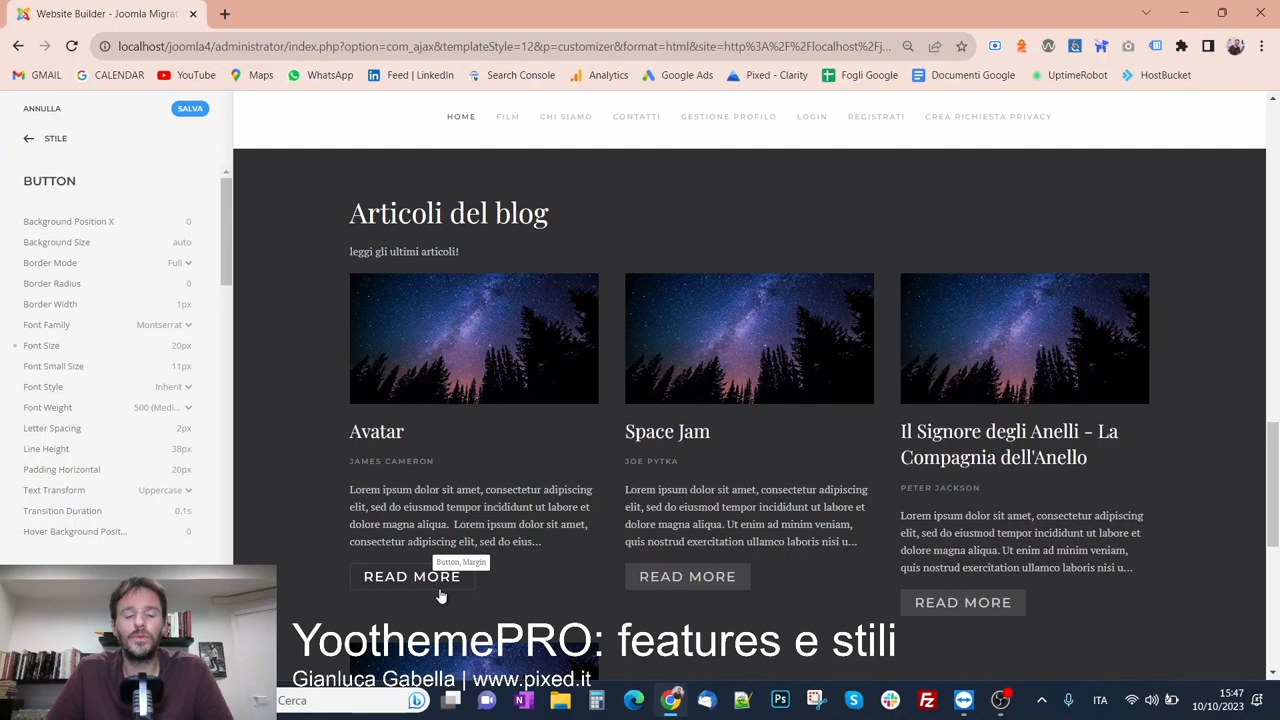 Website Builder - Joomla Migrat
localhost/joomla4/administrator/index.php?option=com_ajax&templateStyle=12&p=customizer&format=html&site=http%3A%2F%2Flocalhost%2Fj...
GMAIL CALENDAR YouTube Maps WhatsApp Feed | LinkedIn Search Console Analytics Google Ads Pixed - Clarity Fogli Google Documenti Google UptimeRobot HostBucket
ANNULLA SALVA
STILE
BUTTON
Background Position X 0
Background Size auto
Border Mode Full
Border Radius 0
Border Width 1px
Font Family Montserrat
Font Size 20px
Font Small Size 11px
Font Style Inherit
Font Weight 500 (Medi...
Letter Spacing 2px
Line Height 38px
Padding Horizontal 20px
Text Transform Uppercase
Transition Duration 0.1s
Hover Background Posit... 0
HOME FILM CHI SIAMO CONTATTI GESTIONE PROFILO LOGIN REGISTRATI CREA RICHIESTA PRIVACY
Articoli del blog
leggi gli ultimi articoli!
Avatar
JAMES CAMERON
Lorem ipsum dolor sit amet, consectetur adipiscing
elit, sed do eiusmod tempor incididunt ut labore et
dolore magna aliqua. Lorem ipsum dolor sit amet,
consectetur adipiscing elit, sed do eius...
Button, Margin
READ MORE
Space Jam
JOE PYTKA
Lorem ipsum dolor sit amet, consectetur adipiscing
elit, sed do eiusmod tempor incididunt ut labore et
dolore magna aliqua. Ut enim ad minim veniam,
quis nostrud exercitation ullamco laboris nisi u...
READ MORE
Il Signore degli Anelli - La
Compagnia dell'Anello
PETER JACKSON
Lorem ipsum dolor sit amet, consectetur adipiscing
elit, sed do eiusmod tempor incididunt ut labore et
dolore magna aliqua. Ut enim ad minim veniam,
quis nostrud exercitation ullamco laboris nisi u...
READ MORE
YoothemePRO: features e stili
Gianluca Gabella | www.pixed.it
Cerca
ITA
15:47
10/10/2023